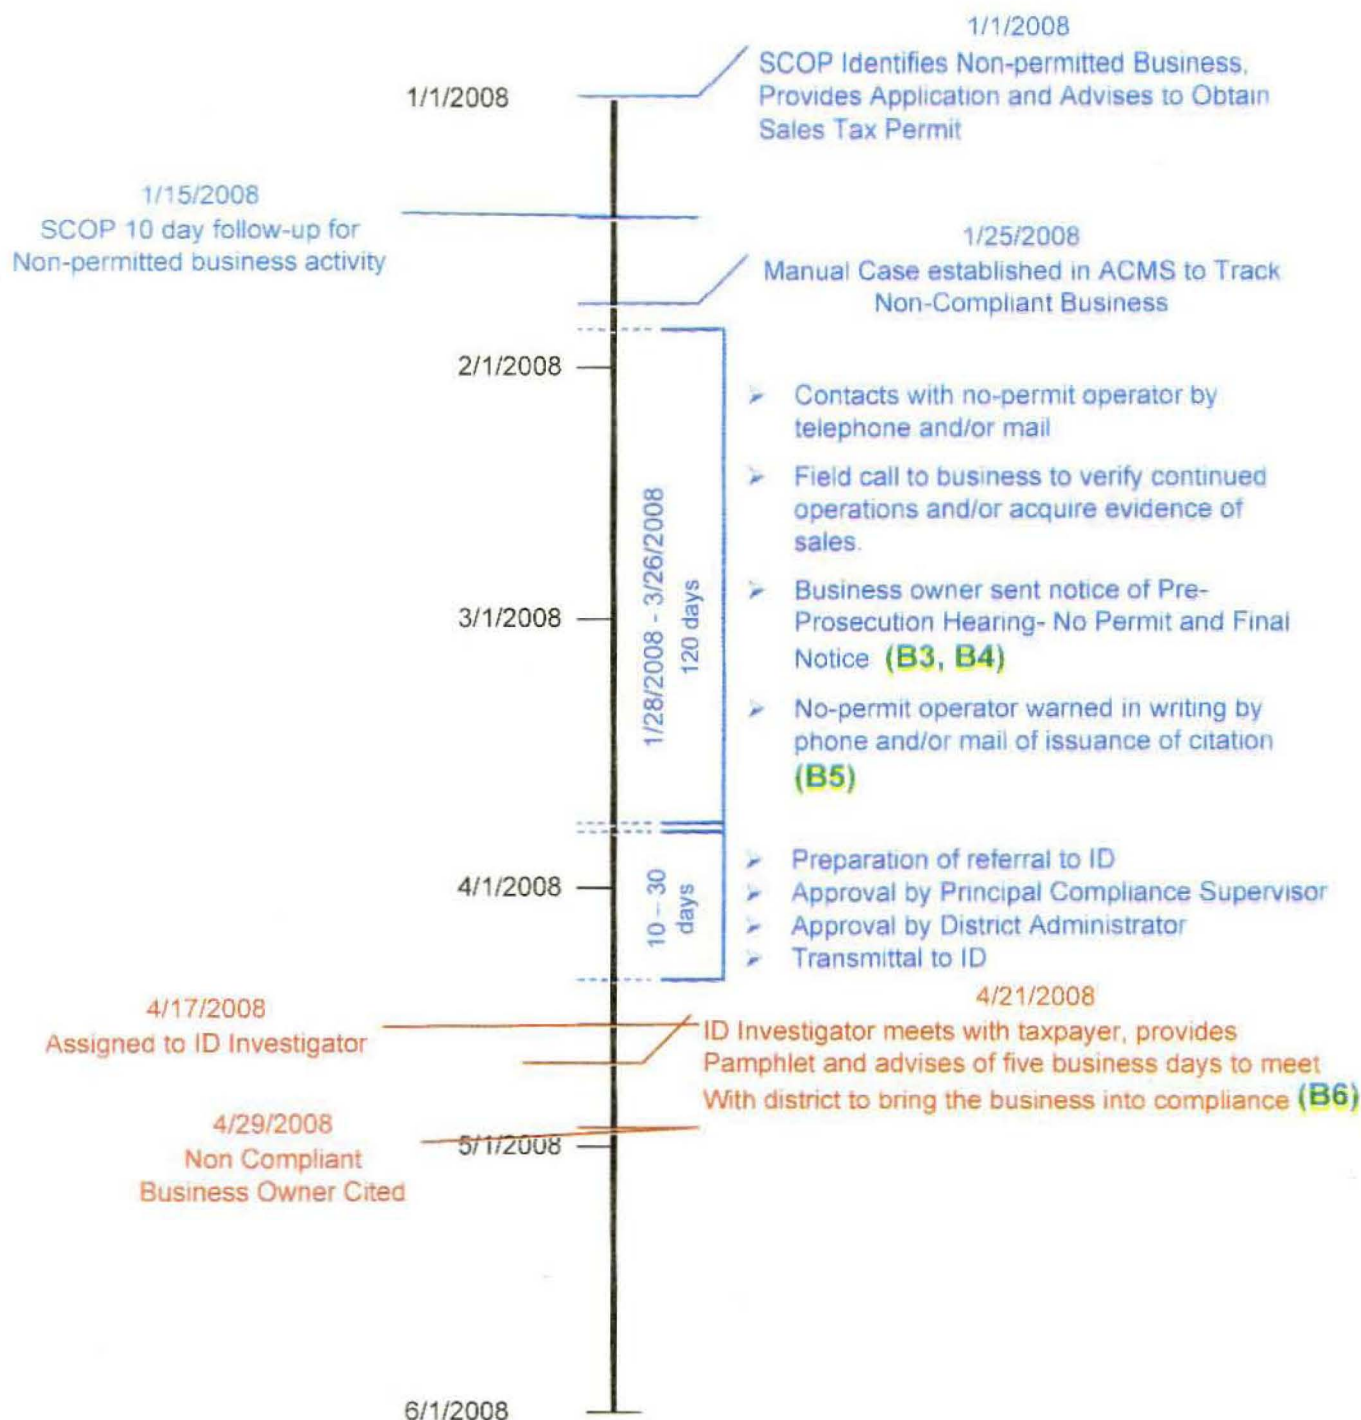 1/1/2008
SCOP Identifies Non-permitted Business,
Provides Application and Advises to Obtain
Sales Tax Permit
1/1/2008
1/15/2008
SCOP 10 day follow-up for
Non-permitted business activity
1/25/2008
Manual Case established in ACMS to Track
Non-Compliant Business
2/1/2008
➢ Contacts with no-permit operator by
telephone and/or mail
➢ Field call to business to verify continued
operations and/or acquire evidence of
sales.
1/28/2008 - 3/26/2008
120 days
3/1/2008
➢ Business owner sent notice of Pre-
Prosecution Hearing- No Permit and Final
Notice (B3, B4)
➢ No-permit operator warned in writing by
phone and/or mail of issuance of citation
(B5)
4/1/2008
10 – 30
days
➢ Preparation of referral to ID
➢ Approval by Principal Compliance Supervisor
➢ Approval by District Administrator
➢ Transmittal to ID
4/17/2008
Assigned to ID Investigator
4/21/2008
ID Investigator meets with taxpayer, provides
Pamphlet and advises of five business days to meet
With district to bring the business into compliance (B6)
4/29/2008
Non Compliant
Business Owner Cited
5/1/2008
6/1/2008